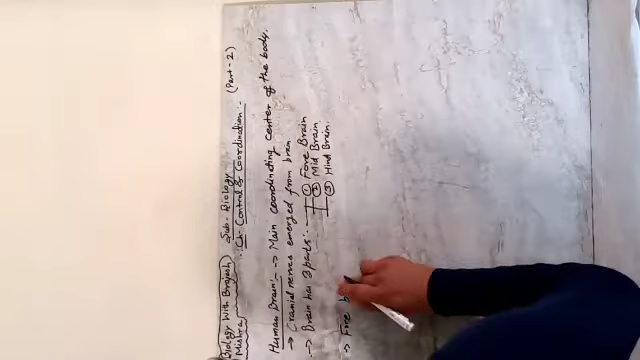 Biology With Brajesh Mishra
Sub- Biology (Part-2)
Ch- Control & Coordination.
Human Brain:- → Main coordinating center of the body.
→ Cranial nerves emerged from brain
→ Brain has 3 parts:- ① Fore Brain
② Mid Brain.
③ Hind Brain.
→ Fore b